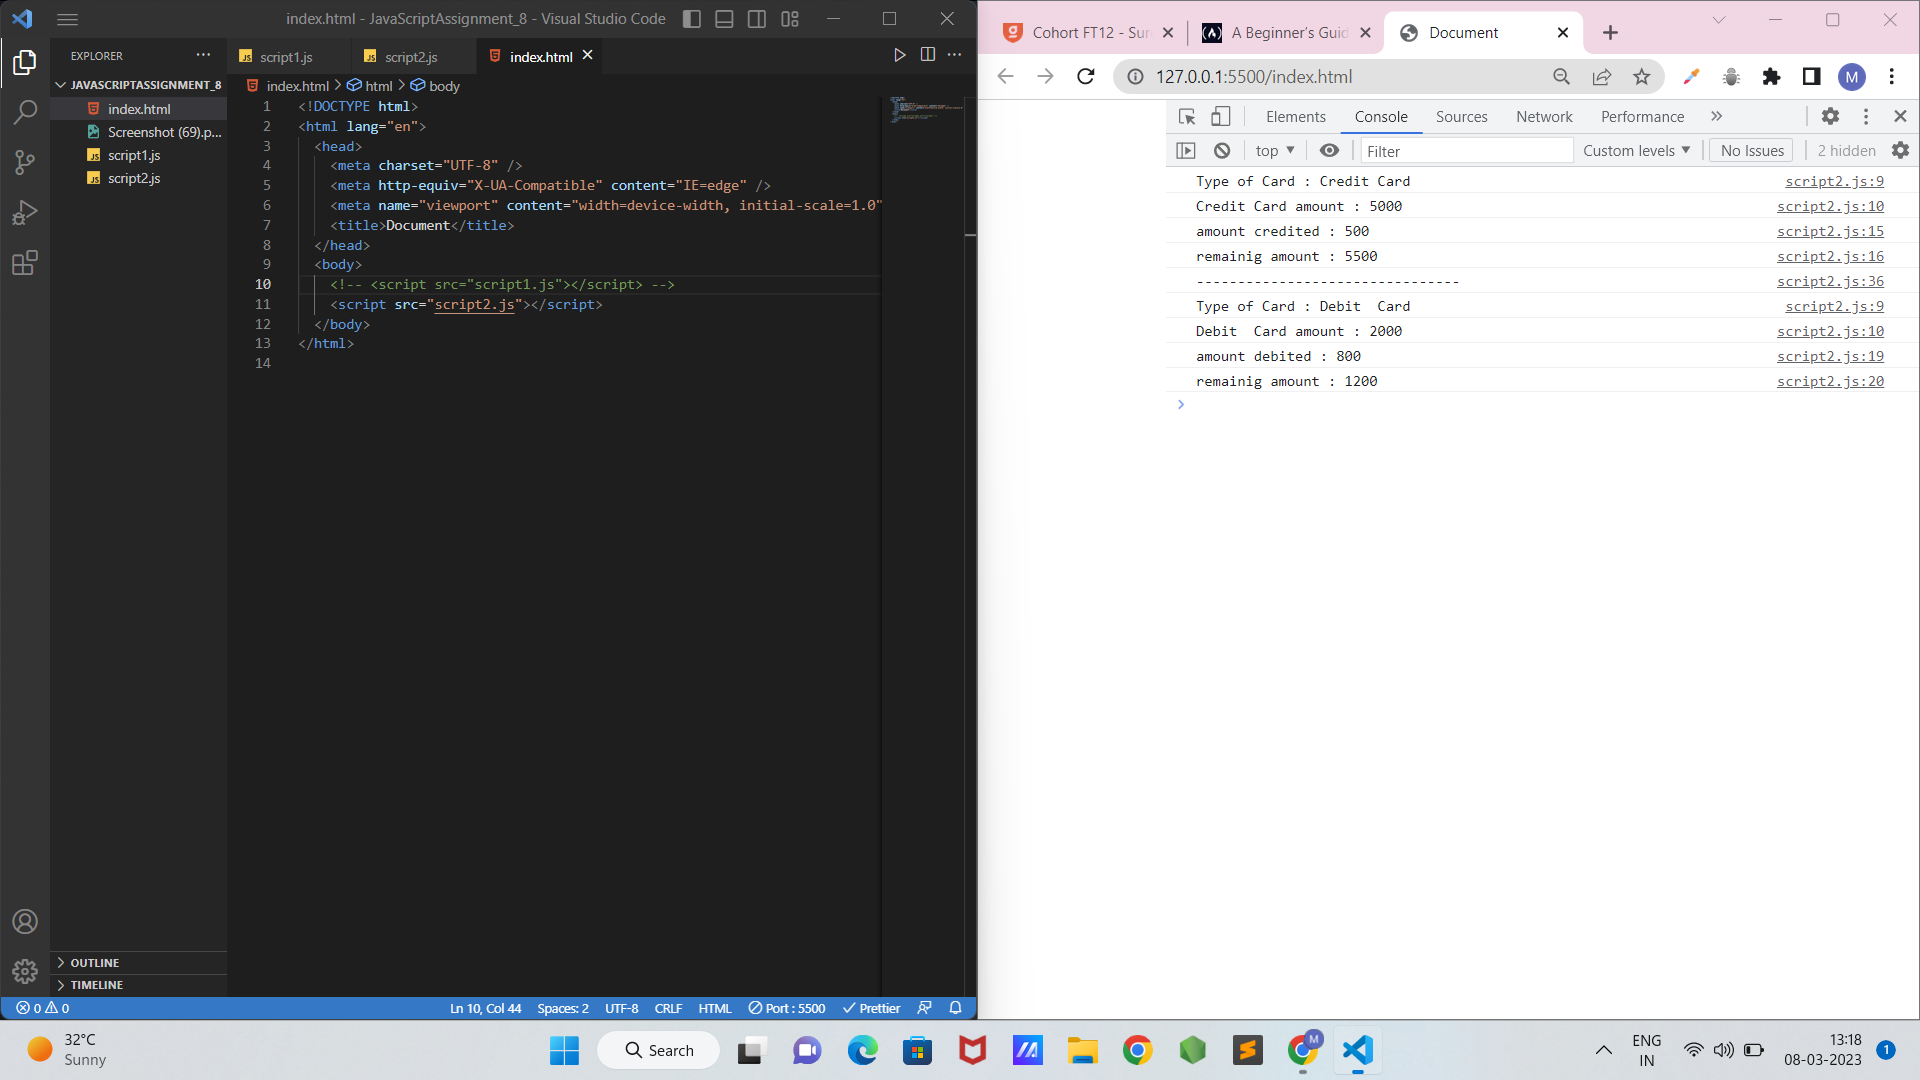 index.html - JavaScriptAssignment_8 - Visual Studio Code
EXPLORER
JAVASCRIPTASSIGNMENT_8
index.html
Screenshot (69).p...
script1.js
script2.js
OUTLINE
TIMELINE
script1.js
script2.js
index.html
index.html > html > body
1 <!DOCTYPE html>
2 <html lang="en">
3 <head>
4 <meta charset="UTF-8" />
5 <meta http-equiv="X-UA-Compatible" content="IE=edge" />
6 <meta name="viewport" content="width=device-width, initial-scale=1.0"
7 <title>Document</title>
8 </head>
9 <body>
10 <!-- <script src="script1.js"></script> -->
11 <script src="script2.js"></script>
12 </body>
13 </html>
14
0 0 Ln 10, Col 44 Spaces: 2 UTF-8 CRLF HTML Port : 5500 Prettier
Cohort FT12 - Sur A Beginner's Guid Document
127.0.0.1:5500/index.html M
Elements Console Sources Network Performance
top Filter Custom levels No Issues 2 hidden
Type of Card : Credit Card script2.js:9
Credit Card amount : 5000 script2.js:10
amount credited : 500 script2.js:15
remainig amount : 5500 script2.js:16
-------------------------------- script2.js:36
Type of Card : Debit  Card script2.js:9
Debit  Card amount : 2000 script2.js:10
amount debited : 800 script2.js:19
remainig amount : 1200 script2.js:20
32°C
Sunny
Search
M
ENG
IN
13:18
08-03-2023
1